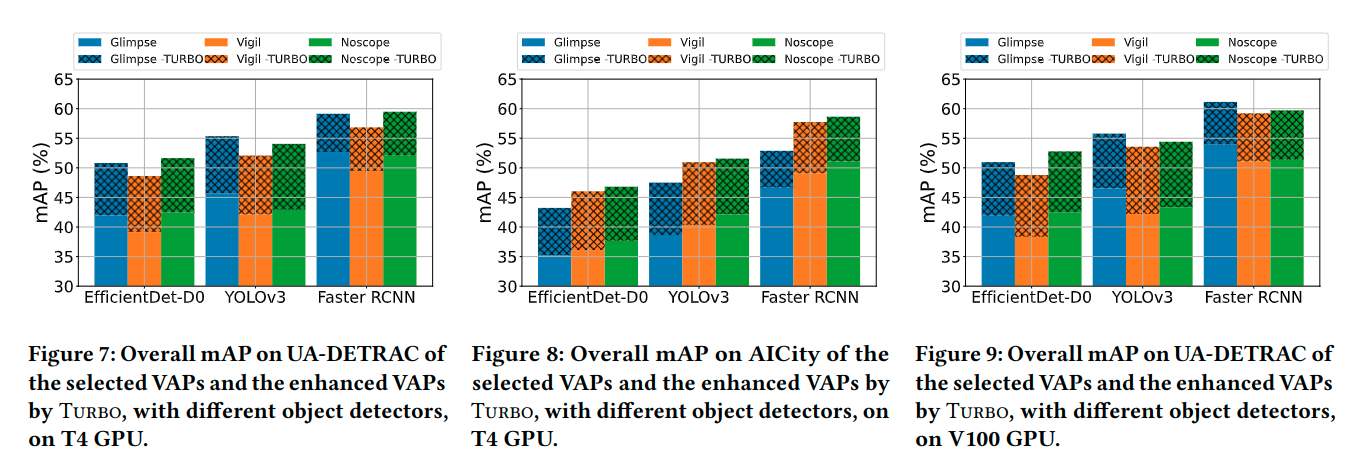 Glimpse Vigil Noscope
Glimpse -TURBO Vigil -TURBO Noscope -TURBO
65
60
55
50
45
40
35
30
mAP (%)
EfficientDet-D0 YOLOv3 Faster RCNN
Figure 7: Overall mAP on UA-DETRAC of
the selected VAPs and the enhanced VAPs
by TURBO, with different object detectors,
on T4 GPU.
Glimpse Vigil Noscope
Glimpse -TURBO Vigil -TURBO Noscope -TURBO
65
60
55
50
45
40
35
30
mAP (%)
EfficientDet-D0 YOLOv3 Faster RCNN
Figure 8: Overall mAP on AICity of the
selected VAPs and the enhanced VAPs by
TURBO, with different object detectors, on
T4 GPU.
Glimpse Vigil Noscope
Glimpse -TURBO Vigil -TURBO Noscope -TURBO
65
60
55
50
45
40
35
30
mAP (%)
EfficientDet-D0 YOLOv3 Faster RCNN
Figure 9: Overall mAP on UA-DETRAC of
the selected VAPs and the enhanced VAPs
by TURBO, with different object detectors,
on V100 GPU.